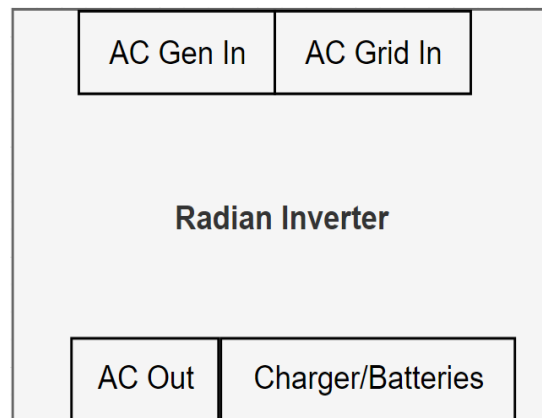 AC Gen In
AC Grid In
Radian Inverter
AC Out
Charger/Batteries